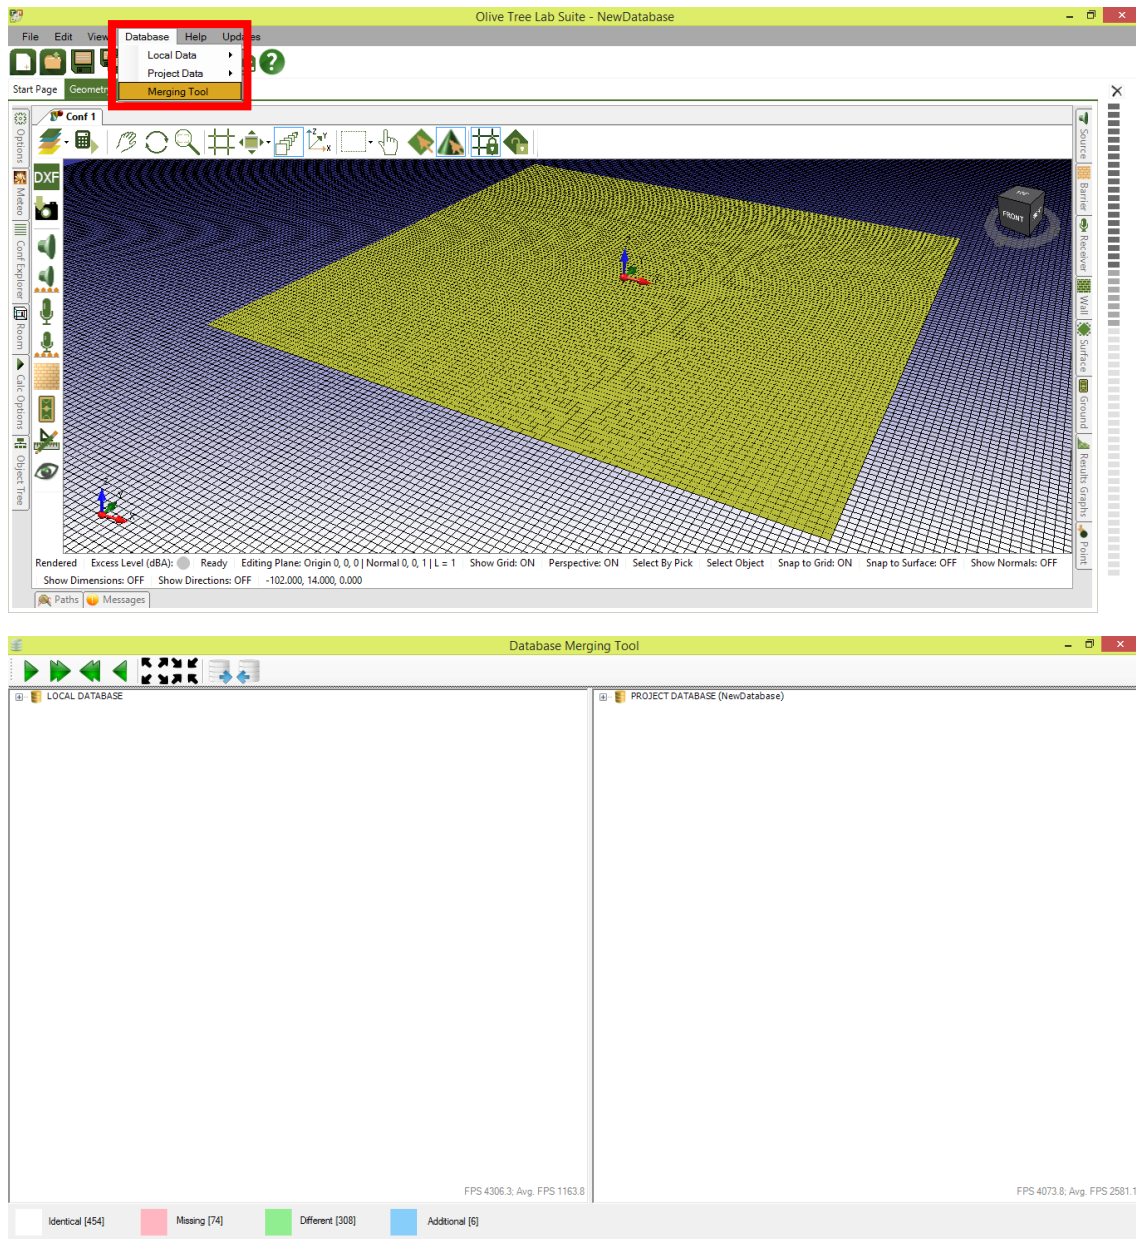 Olive Tree Lab Suite - NewDatabase
File Edit View Database Help Updates
Local Data
Project Data
Merging Tool
Start Page Geometry
Conf 1
Options
Meteo
Conf Explorer
Room
Calc Options
Object Tree
DXF
Z Y X
FRONT
Source
Barrier
Receiver
Wall
Surface
Ground
Results Graphs
Point
Rendered Excess Level (dBA): Ready Editing Plane: Origin 0, 0, 0 | Normal 0, 0, 1 | L = 1 Show Grid: ON Perspective: ON Select By Pick Select Object Snap to Grid: ON Snap to Surface: OFF Show Normals: OFF
Show Dimensions: OFF Show Directions: OFF -102.000, 14.000, 0.000
Paths Messages
Database Merging Tool
LOCAL DATABASE
PROJECT DATABASE (NewDatabase)
FPS 4306.3; Avg. FPS 1163.8
FPS 4073.8; Avg. FPS 2581.1
Identical [454] Missing [74] Different [308] Additional [6]